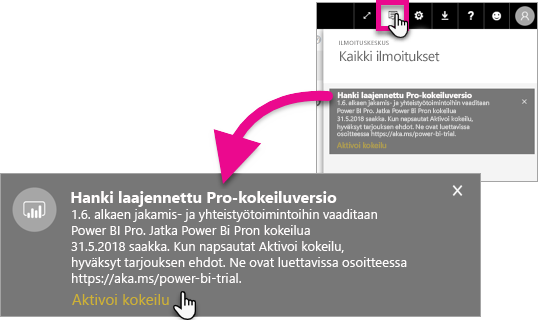 ILMOITUSKESKUS
Kaikki ilmoitukset
Hanki laajennettu Pro-kokeiluversio
1.6. alkaen jakamis- ja yhteistyötoimintoihin vaaditaan
Power BI Pro. Jatka Power Bi Pron kokeilua
31.5.2018 saakka. Kun napsautat Aktivoi kokeilu,
hyväksyt tarjouksen ehdot. Ne ovat luettavissa
osoitteessa https://aka.ms/power-bi-trial.
Aktivoi kokeilu
Hanki laajennettu Pro-kokeiluversio
1.6. alkaen jakamis- ja yhteistyötoimintoihin vaaditaan
Power BI Pro. Jatka Power Bi Pron kokeilua
31.5.2018 saakka. Kun napsautat Aktivoi kokeilu,
hyväksyt tarjouksen ehdot. Ne ovat luettavissa osoitteessa
https://aka.ms/power-bi-trial.
Aktivoi kokeilu